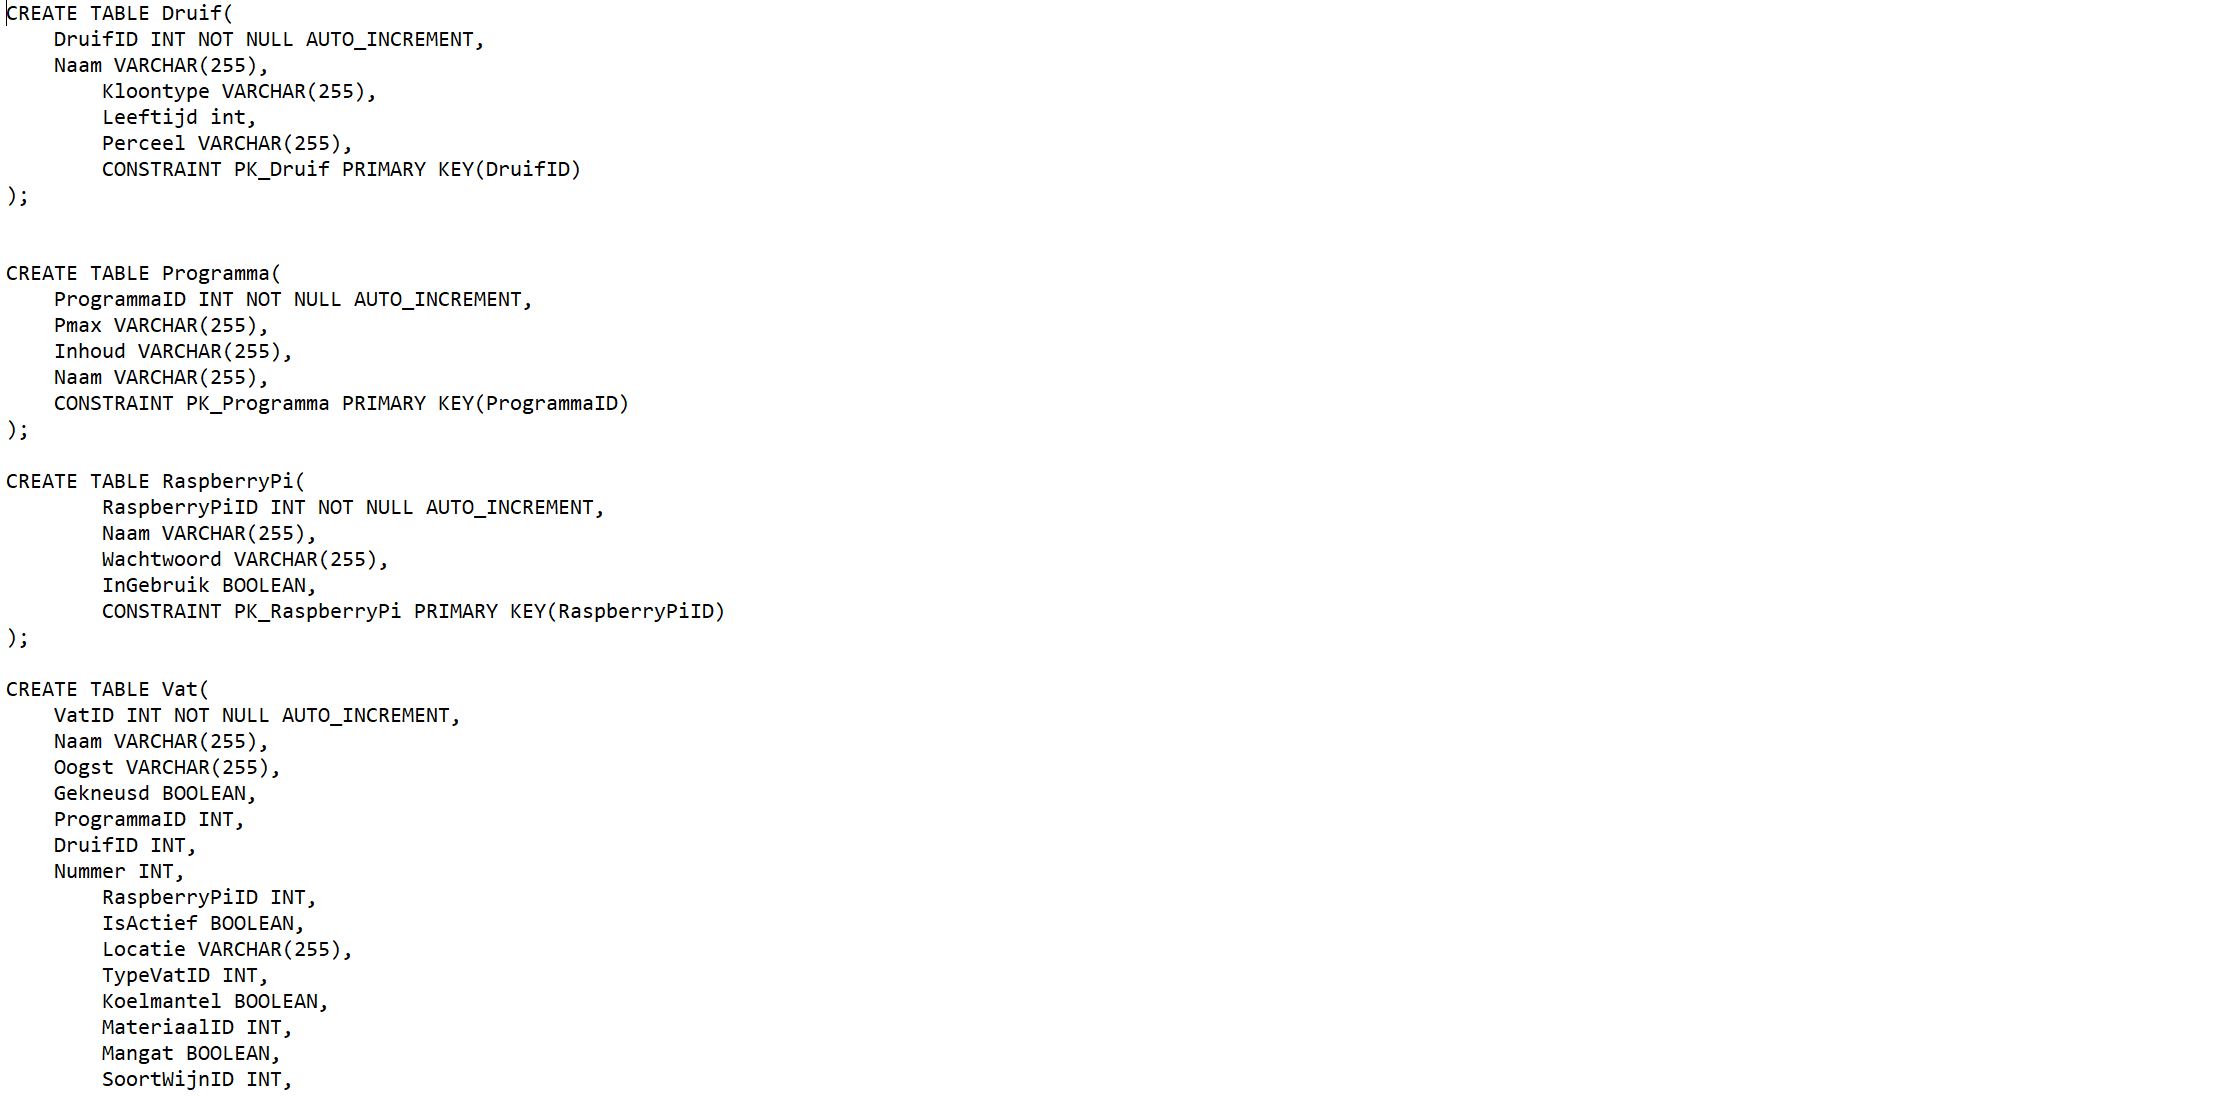 CREATE TABLE Druif(
DruifID INT NOT NULL AUTO_INCREMENT,
Naam VARCHAR(255),
Kloontype VARCHAR(255),
Leeftijd int,
Perceel VARCHAR(255),
CONSTRAINT PK_Druif PRIMARY KEY(DruifID)
);
CREATE TABLE Programma(
ProgrammaID INT NOT NULL AUTO_INCREMENT,
Pmax VARCHAR(255),
Inhoud VARCHAR(255),
Naam VARCHAR(255),
CONSTRAINT PK_Programma PRIMARY KEY(ProgrammaID)
);
CREATE TABLE RaspberryPi(
RaspberryPiID INT NOT NULL AUTO_INCREMENT,
Naam VARCHAR(255),
Wachtwoord VARCHAR(255),
InGebruik BOOLEAN,
CONSTRAINT PK_RaspberryPi PRIMARY KEY(RaspberryPiID)
);
CREATE TABLE Vat(
VatID INT NOT NULL AUTO_INCREMENT,
Naam VARCHAR(255),
Oogst VARCHAR(255),
Gekneusd BOOLEAN,
ProgrammaID INT,
DruifID INT,
Nummer INT,
RaspberryPiID INT,
IsActief BOOLEAN,
Locatie VARCHAR(255),
TypeVatID INT,
Koelmantel BOOLEAN,
MateriaalID INT,
Mangat BOOLEAN,
SoortWijnID INT,